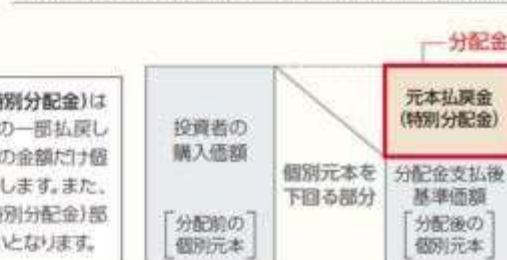 分配金
別分配金)は
の一部払戻し
の金額だけ個
します。また、
別分配金)部
となります。
投資者の
購入価額
分配前の
個別元本
個別元本を
下回る部分
元本払戻金
(特別分配金)
分配金支払後
基準価額
分配後の
個別元本